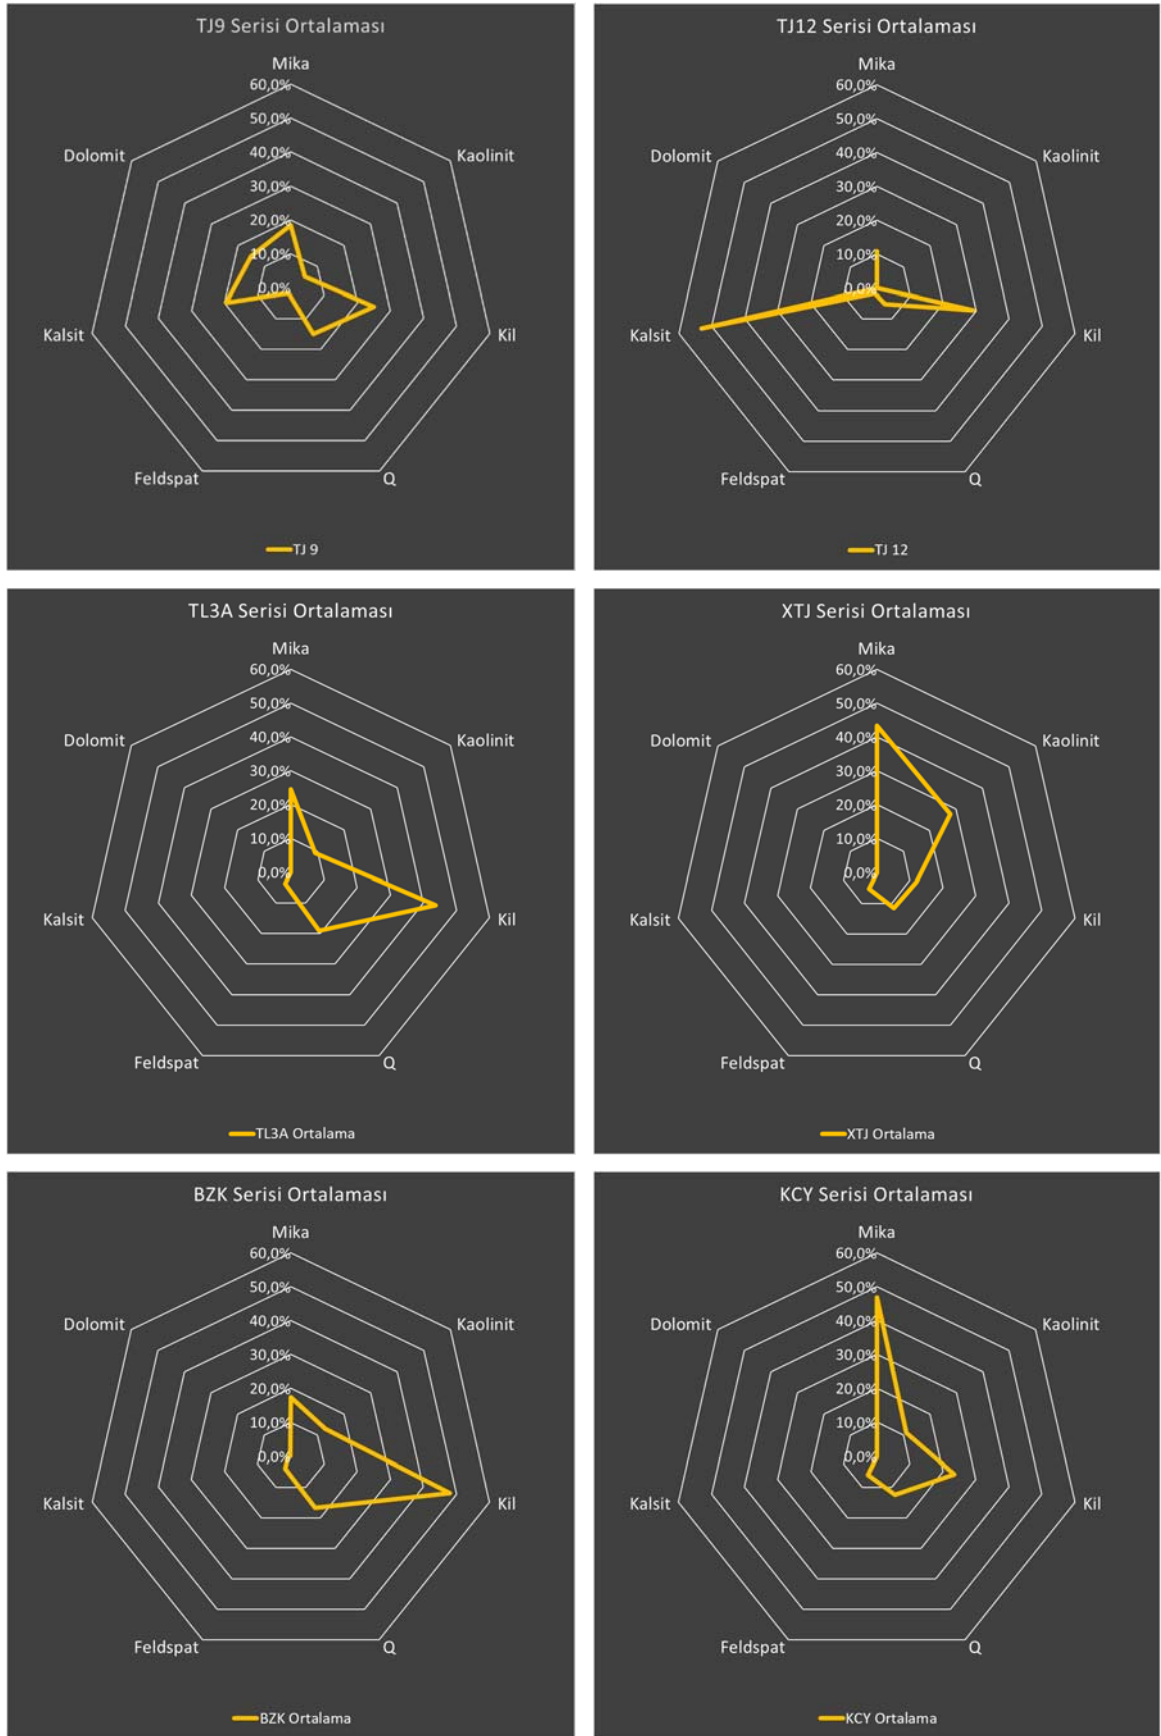 TJ9 Serisi Ortalaması
Mika
60,0%
50,0%
40,0%
30,0%
20,0%
10,0%
0,0%
Dolomit
Kaolinit
Kalsit
Kil
Feldspat
Q
TJ 9
TJ12 Serisi Ortalaması
Mika
60,0%
50,0%
40,0%
30,0%
20,0%
10,0%
0,0%
Dolomit
Kaolinit
Kalsit
Kil
Feldspat
Q
TJ 12
TL3A Serisi Ortalaması
Mika
60,0%
50,0%
40,0%
30,0%
20,0%
10,0%
0,0%
Dolomit
Kaolinit
Kalsit
Kil
Feldspat
Q
TL3A Ortalama
XTJ Serisi Ortalaması
Mika
60,0%
50,0%
40,0%
30,0%
20,0%
10,0%
0,0%
Dolomit
Kaolinit
Kalsit
Kil
Feldspat
Q
XTJ Ortalama
BZK Serisi Ortalaması
Mika
60,0%
50,0%
40,0%
30,0%
20,0%
10,0%
0,0%
Dolomit
Kaolinit
Kalsit
Kil
Feldspat
Q
BZK Ortalama
KCY Serisi Ortalaması
Mika
60,0%
50,0%
40,0%
30,0%
20,0%
10,0%
0,0%
Dolomit
Kaolinit
Kalsit
Kil
Feldspat
Q
KCY Ortalama